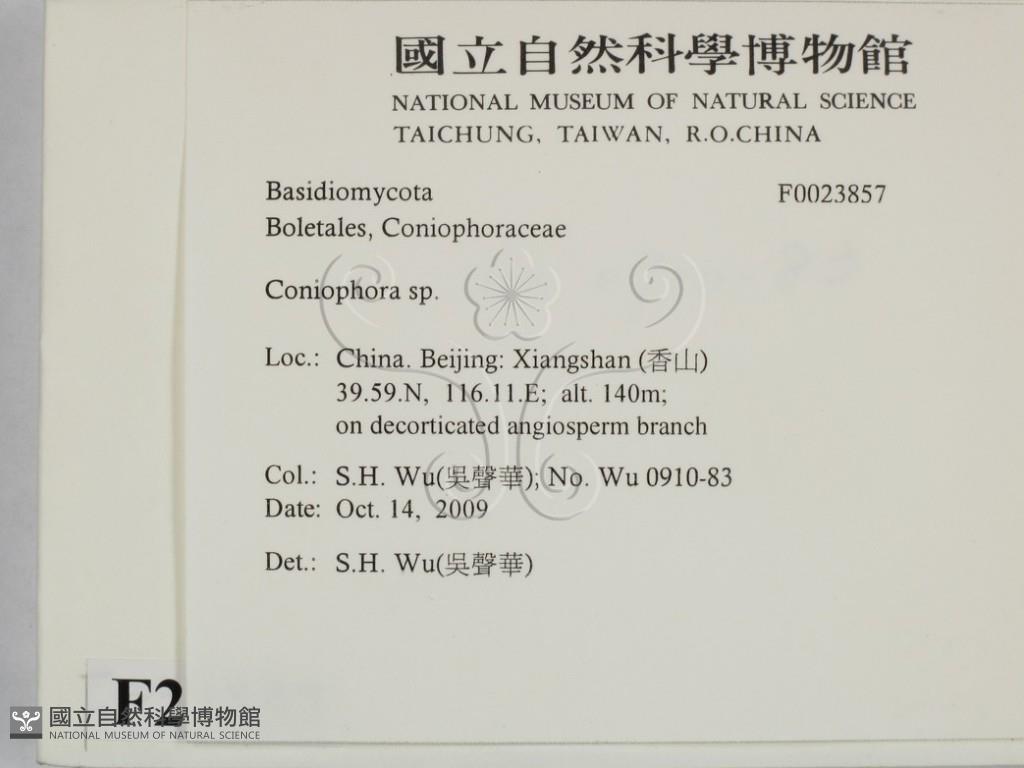 國立自然科學博物館
NATIONAL MUSEUM OF NATURAL SCIENCE
TAICHUNG, TAIWAN, R.O.CHINA
Basidiomycota F0023857
Boletales, Coniophoraceae
Coniophora sp.
Loc.: China. Beijing: Xiangshan (香山)
39.59.N, 116.11.E; alt. 140m;
on decorticated angiosperm branch
Col.: S.H. Wu(吳聲華); No. Wu 0910-83
Date: Oct. 14, 2009
Det.: S.H. Wu(吳聲華)
F2
國立自然科學博物館
NATIONAL MUSEUM OF NATURAL SCIENCE